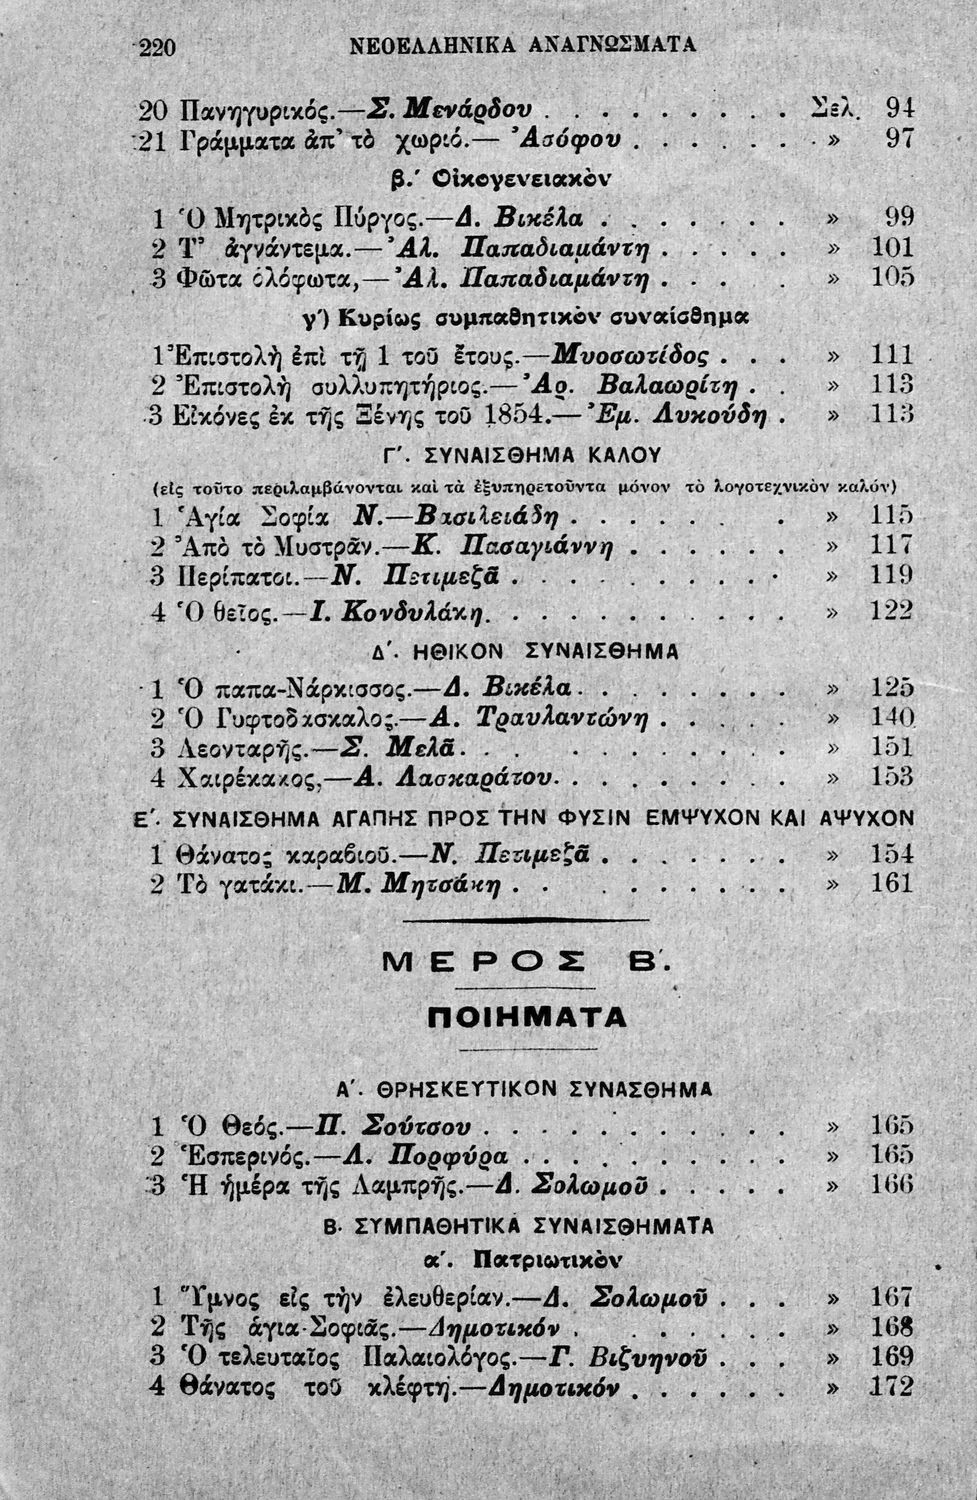 220 ΝΕΟΕΛΛΗΝΙΚΑ ΑΝΑΓΝΩΣΜΑΤΑ
20 Πανηγυρικός.—Σ. Μενάρδου . . . . . . . . . Σελ. 94
21 Γράμματα ἀπ' τὸ χωριό.— Ἀσόφου . . . . . . . » 97
β.' Οἰκογενειακὸν
1 Ὁ Μητρικὸς Πύργος.—Δ. Βικέλα . . . . . . . » 99
2 Τ' ἀγνάντεμα.—Ἀλ. Παπαδιαμάντη . . . . . » 101
3 Φῶτα ὁλόφωτα,—Ἀλ. Παπαδιαμάντη . . . . » 105
γ') Κυρίως συμπαθητικὸν συναίσθημα
1 Ἐπιστολὴ ἐπὶ τῇ 1 τοῦ ἔτους.—Μυοσωτίδος . . . » 111
2 Ἐπιστολὴ συλλυπητήριος.—Ἀρ. Βαλαωρίτη . . » 113
3 Εἰκόνες ἐκ τῆς Ξένης τοῦ 1854.—Ἐμ. Λυκούδη . » 113
Γ'. ΣΥΝΑΙΣΘΗΜΑ ΚΑΛΟΥ
(εἰς τοῦτο περιλαμβάνονται καὶ τὰ ἐξυπηρετοῦντα μόνον τὸ λογοτεχνικὸν καλόν)
1 Ἁγία Σοφία Ν.—Βασιλειάδη . . . . . . . » 115
2 Ἀπὸ τὸ Μυστρᾶν.—Κ. Πασαγιάννη . . . . . . » 117
3 Περίπατοι.—Ν. Πετιμεζᾶ . . . . . . . . . » 119
4 Ὁ θεῖος.—Ι. Κονδυλάκη . . . . . . . . . . » 122
Δ'. ΗΘΙΚΟΝ ΣΥΝΑΙΣΘΗΜΑ
1 Ὁ παπα-Νάρκισσος.—Δ. Βικέλα . . . . . . . . » 125
2 Ὁ Γυφτοδάσκαλος.—Α. Τραυλαντώνη . . . . . » 140
3 Λεονταρῆς.—Σ. Μελᾶ . . . . . . . . . . » 151
4 Χαιρέκακος,—Α. Λασκαράτου . . . . . . . . » 153
Ε'. ΣΥΝΑΙΣΘΗΜΑ ΑΓΑΠΗΣ ΠΡΟΣ ΤΗΝ ΦΥΣΙΝ ΕΜΨΥΧΟΝ ΚΑΙ ΑΨΥΧΟΝ
1 Θάνατος καραβιοῦ.—Ν. Πετιμεζᾶ . . . . . . . » 154
2 Τὸ γατάκι.—Μ. Μητσάκη . . . . . . . . . » 161
ΜΕΡΟΣ Β'.
ΠΟΙΗΜΑΤΑ
Α'. ΘΡΗΣΚΕΥΤΙΚΟΝ ΣΥΝΑΣΘΗΜΑ
1 Ὁ Θεός.—Π. Σούτσου . . . . . . . . . . . » 165
2 Ἑσπερινός.—Λ. Πορφύρα . . . . . . . . . . » 165
3 Ἡ ἡμέρα τῆς Λαμπρῆς.—Δ. Σολωμοῦ . . . . . » 166
Β. ΣΥΜΠΑΘΗΤΙΚΑ ΣΥΝΑΙΣΘΗΜΑΤΑ
α'. Πατριωτικὸν
1 Ὕμνος εἰς τὴν ἐλευθερίαν.—Δ. Σολωμοῦ . . . » 167
2 Τῆς ἁγια-Σοφιᾶς.—Δημοτικόν . . . . . . . » 168
3 Ὁ τελευταῖος Παλαιολόγος.—Γ. Βιζυηνοῦ . . . » 169
4 Θάνατος τοῦ κλέφτη.—Δημοτικόν . . . . . . » 172